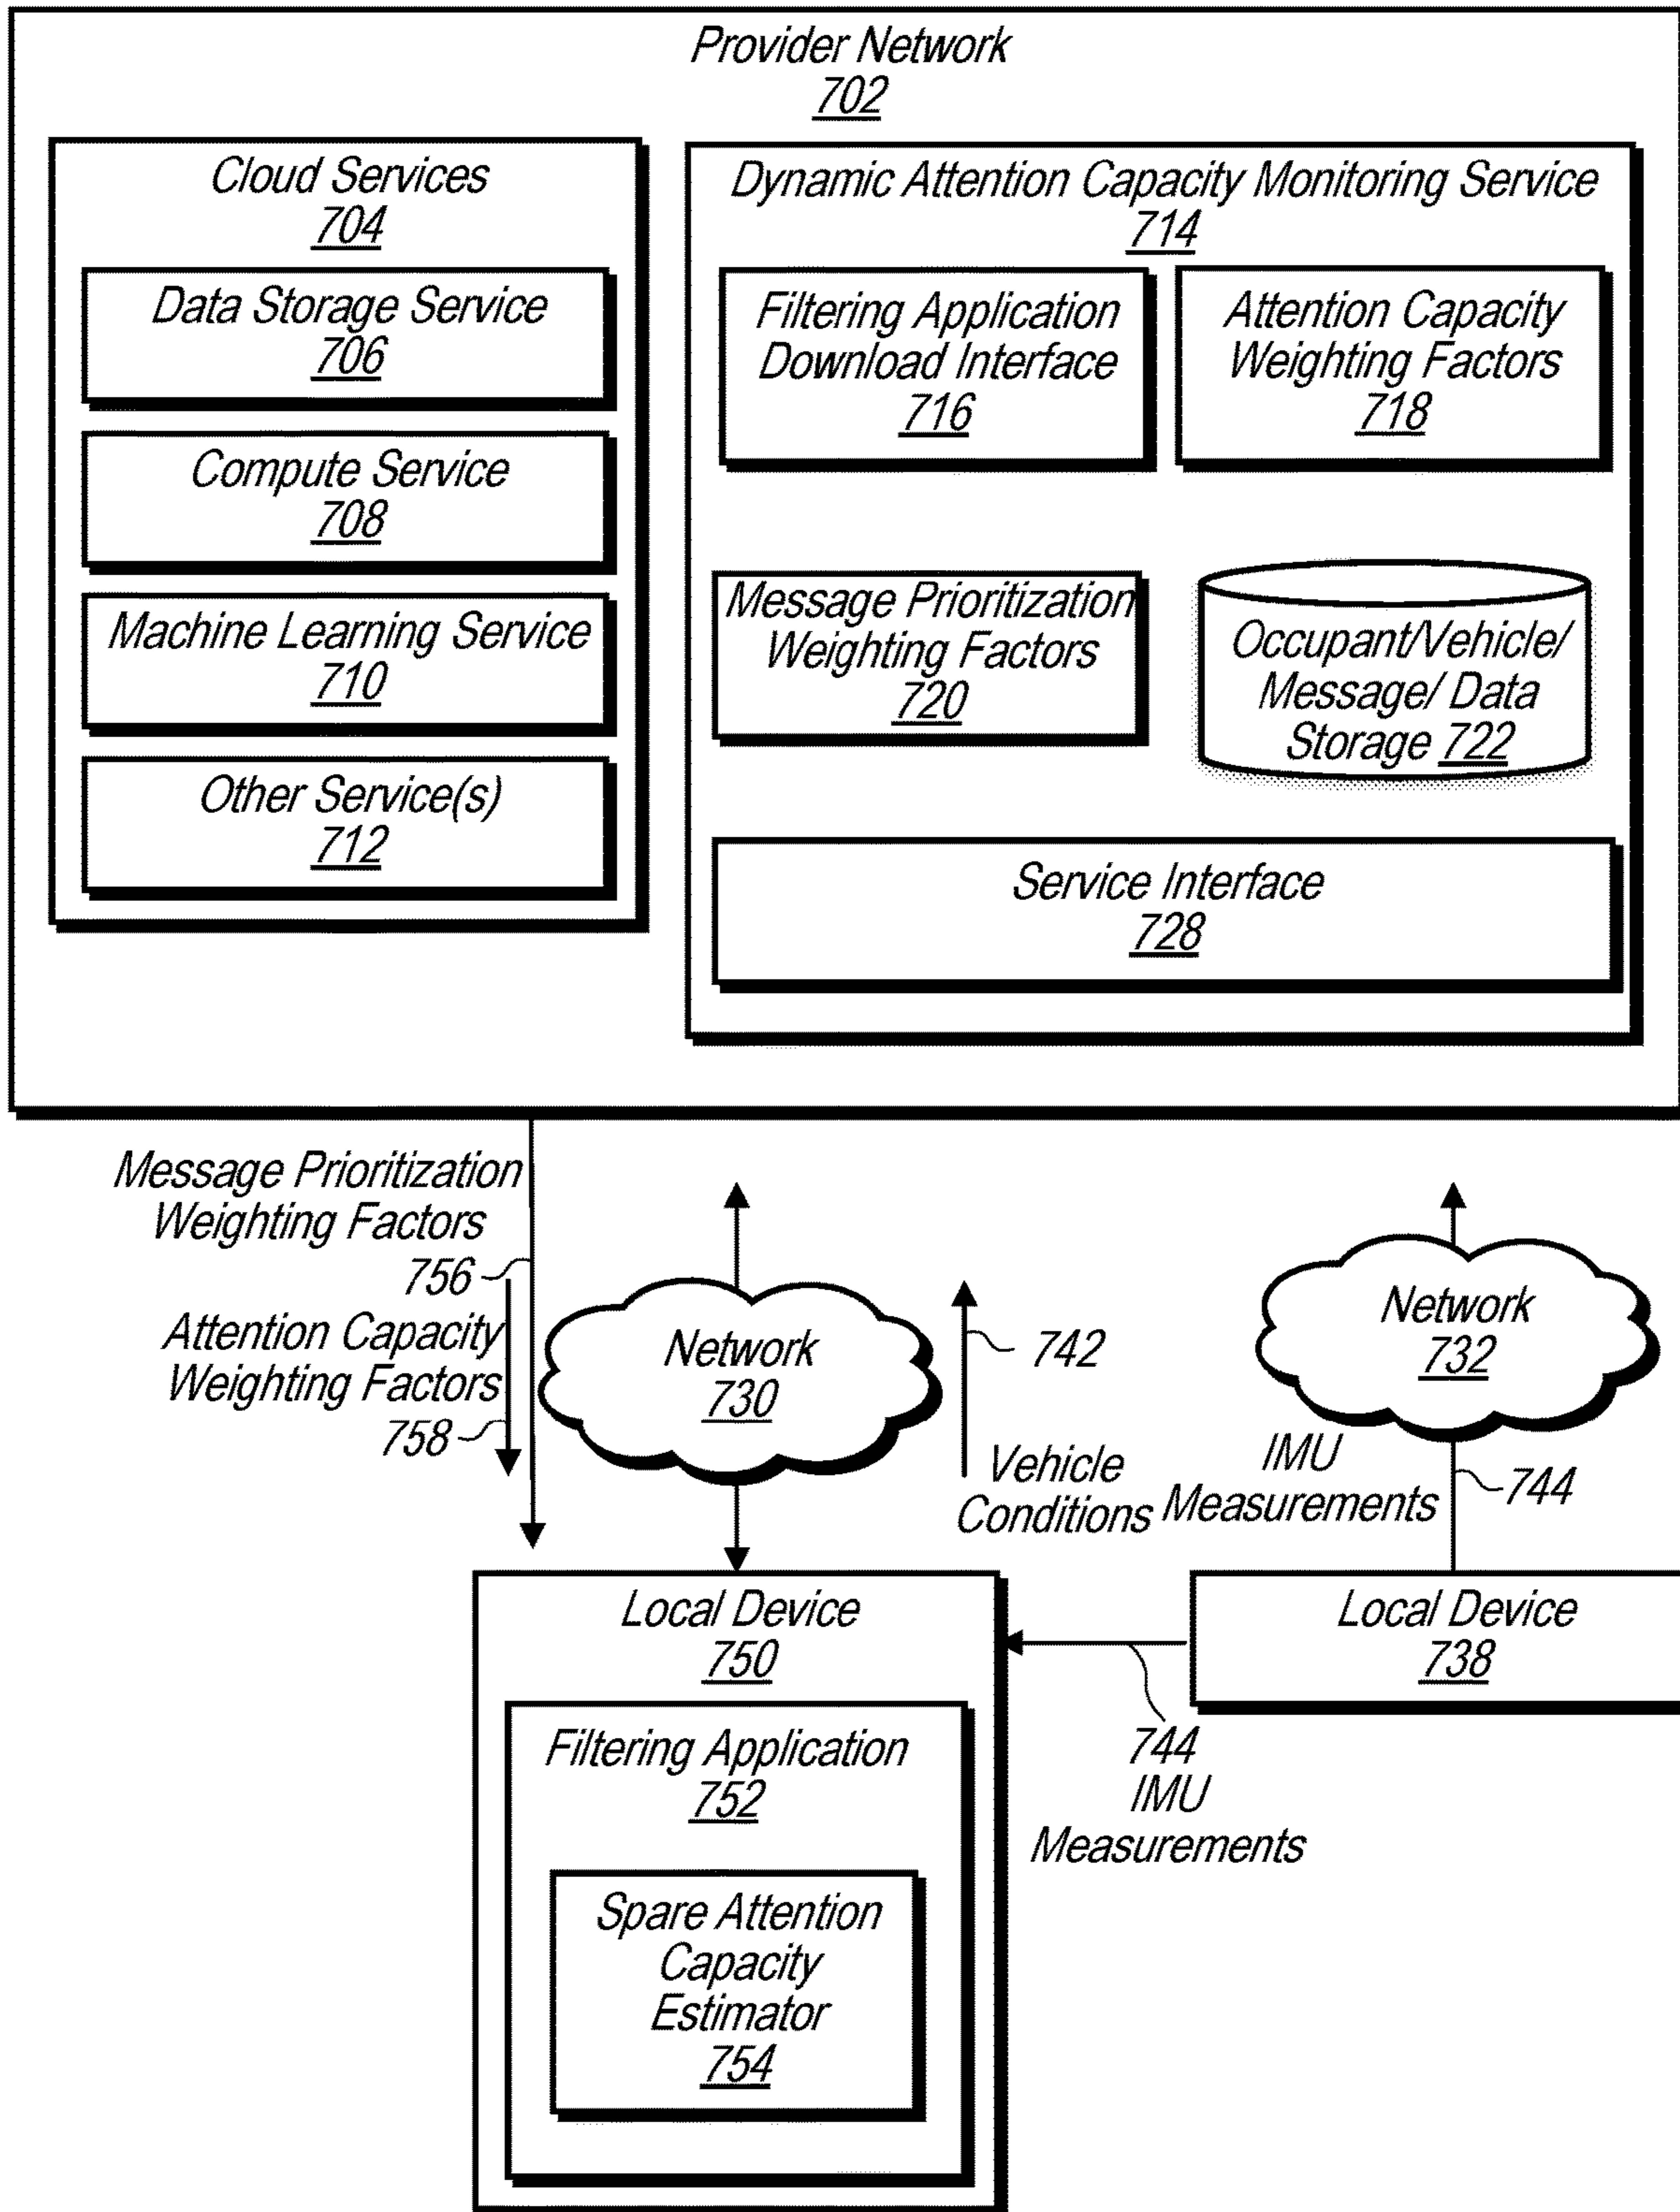 Provider Network
702
Cloud Services
704
Data Storage Service
706
Compute Service
708
Machine Learning Service
710
Other Service(s)
712
Dynamic Attention Capacity Monitoring Service
714
Filtering Application
Download Interface
716
Attention Capacity
Weighting Factors
718
Message Prioritization
Weighting Factors
720
Occupant/Vehicle/
Message/ Data
Storage 722
Service Interface
728
Message Prioritization
Weighting Factors
756
Attention Capacity
Weighting Factors
758
Network
730
742
Vehicle
Conditions
Network
732
IMU
Measurements
744
Local Device
750
Filtering Application
752
Spare Attention
Capacity
Estimator
754
Local Device
738
744
IMU
Measurements